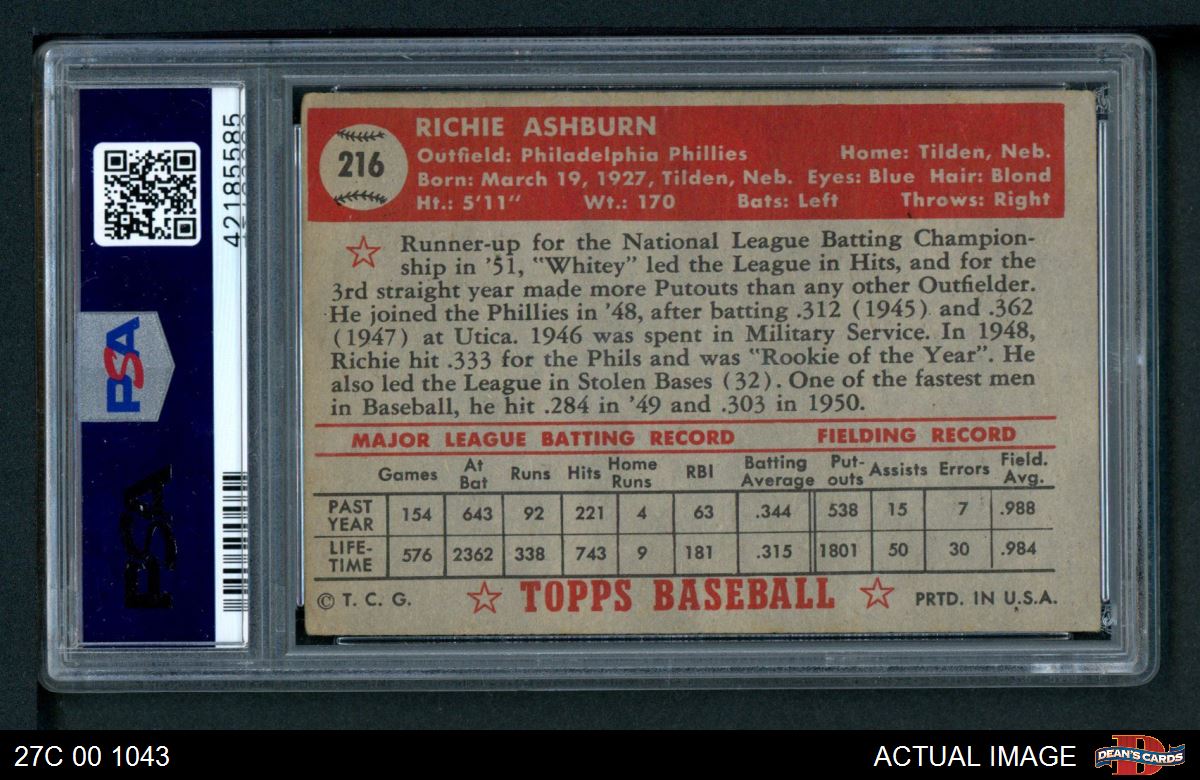 42185585
PSA
PSA
216
RICHIE ASHBURN
Outfield: Philadelphia Phillies Home: Tilden, Neb.
Born: March 19, 1927, Tilden, Neb. Eyes: Blue Hair: Blond
Ht.: 5'11" Wt.: 170 Bats: Left Throws: Right
Runner-up for the National League Batting Champion-
ship in '51, "Whitey" led the League in Hits, and for the
3rd straight year made more Putouts than any other Outfielder.
He joined the Phillies in '48, after batting .312 (1945) and .362
(1947) at Utica. 1946 was spent in Military Service. In 1948,
Richie hit .333 for the Phils and was "Rookie of the Year". He
also led the League in Stolen Bases (32). One of the fastest men
in Baseball, he hit .284 in '49 and .303 in 1950.
MAJOR LEAGUE BATTING RECORD FIELDING RECORD
Games At Bat Runs Hits Home Runs RBI Batting Average Put-outs Assists Errors Field. Avg.
PAST YEAR 154 643 92 221 4 63 .344 538 15 7 .988
LIFE-TIME 576 2362 338 743 9 181 .315 1801 50 30 .984
© T. C. G. TOPPS BASEBALL PRTD. IN U.S.A.
27C 00 1043 ACTUAL IMAGE DEAN'S CARDS